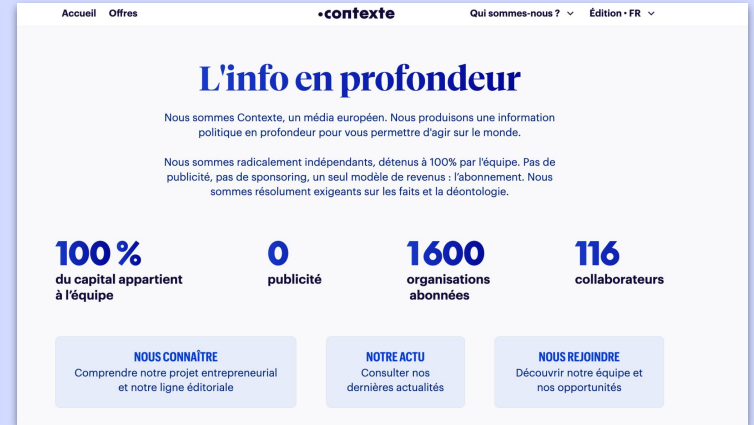 Accueil Offres •contexte Qui sommes-nous ? Édition • FR
L'info en profondeur
Nous sommes Contexte, un média européen. Nous produisons une information
politique en profondeur pour vous permettre d'agir sur le monde.
Nous sommes radicalement indépendants, détenus à 100% par l'équipe. Pas de
publicité, pas de sponsoring, un seul modèle de revenus : l'abonnement. Nous
sommes résolument exigeants sur les faits et la déontologie.
100 %
du capital appartient
à l'équipe
0
publicité
1 600
organisations
abonnées
116
collaborateurs
NOUS CONNAÎTRE
Comprendre notre projet entrepreneurial
et notre ligne éditoriale
NOTRE ACTU
Consulter nos
dernières actualités
NOUS REJOINDRE
Découvrir notre équipe et
nos opportunités